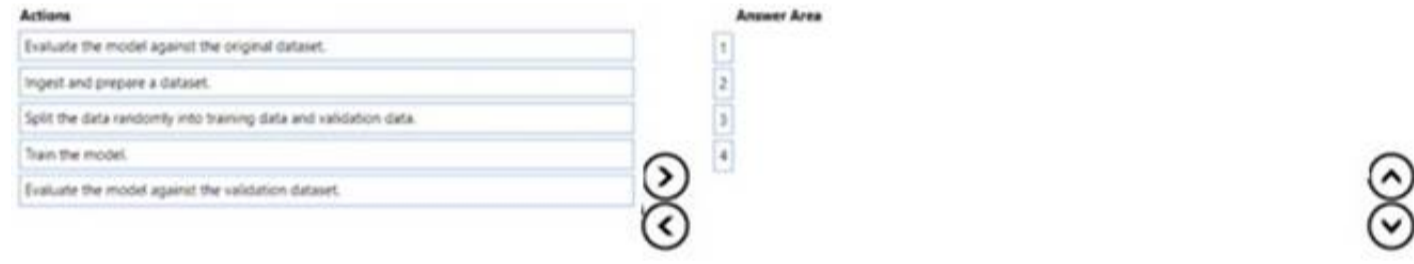 Actions
Evaluate the model against the original dataset.
Ingest and prepare a dataset.
Split the data randomly into training data and validation data.
Train the model.
Evaluate the model against the validation dataset.
Answer Area
1
2
3
4